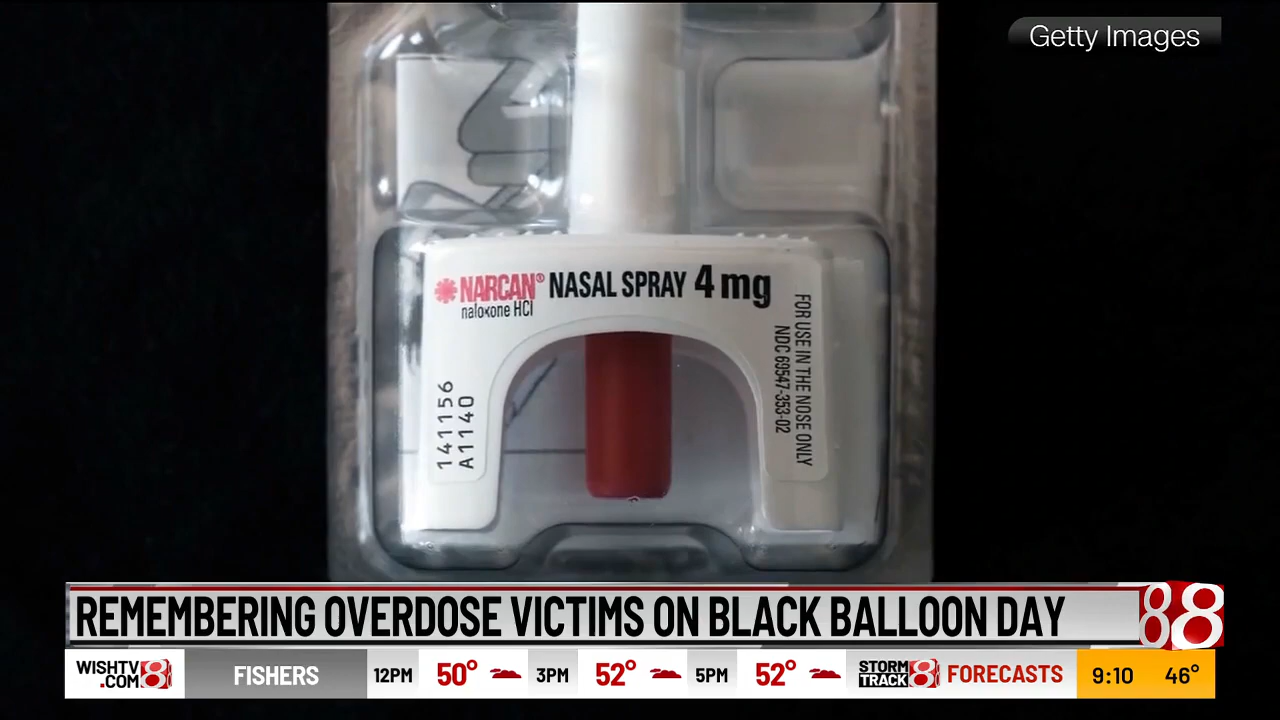 Getty Images
NARCAN® NASAL SPRAY 4 mg
naloxone HCl
FOR USE IN THE NOSE ONLY
NDC 69547-353-02
141156
A1140
REMEMBERING OVERDOSE VICTIMS ON BLACK BALLOON DAY
88
WISHTV
.COM 8
FISHERS
12PM 50° 3PM 52° 5PM 52°
STORM
TRACK 8
FORECASTS
9:10 46°